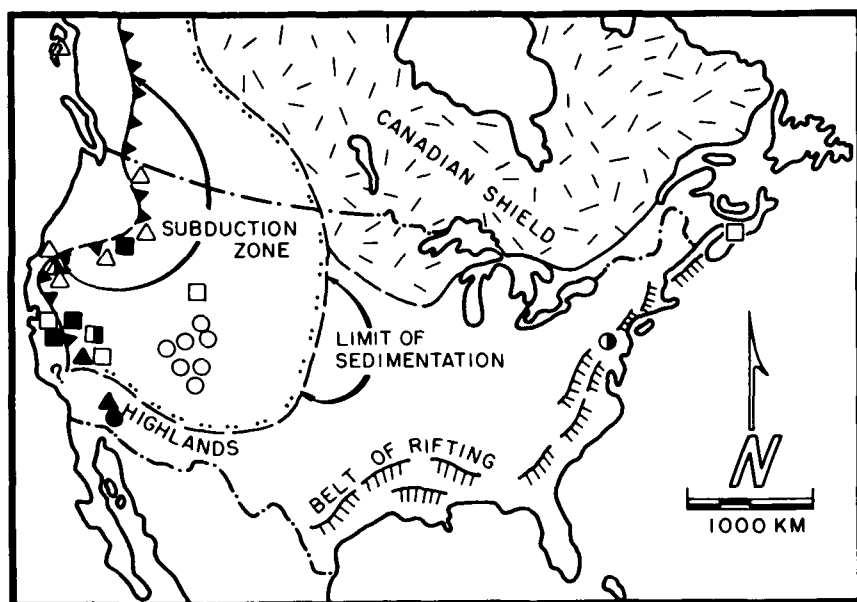 CANADIAN SHIELD
SUBDUCTION
ZONE
LIMIT OF
SEDIMENTATION
HIGHLANDS
BELT OF RIFTING
N
1000 KM